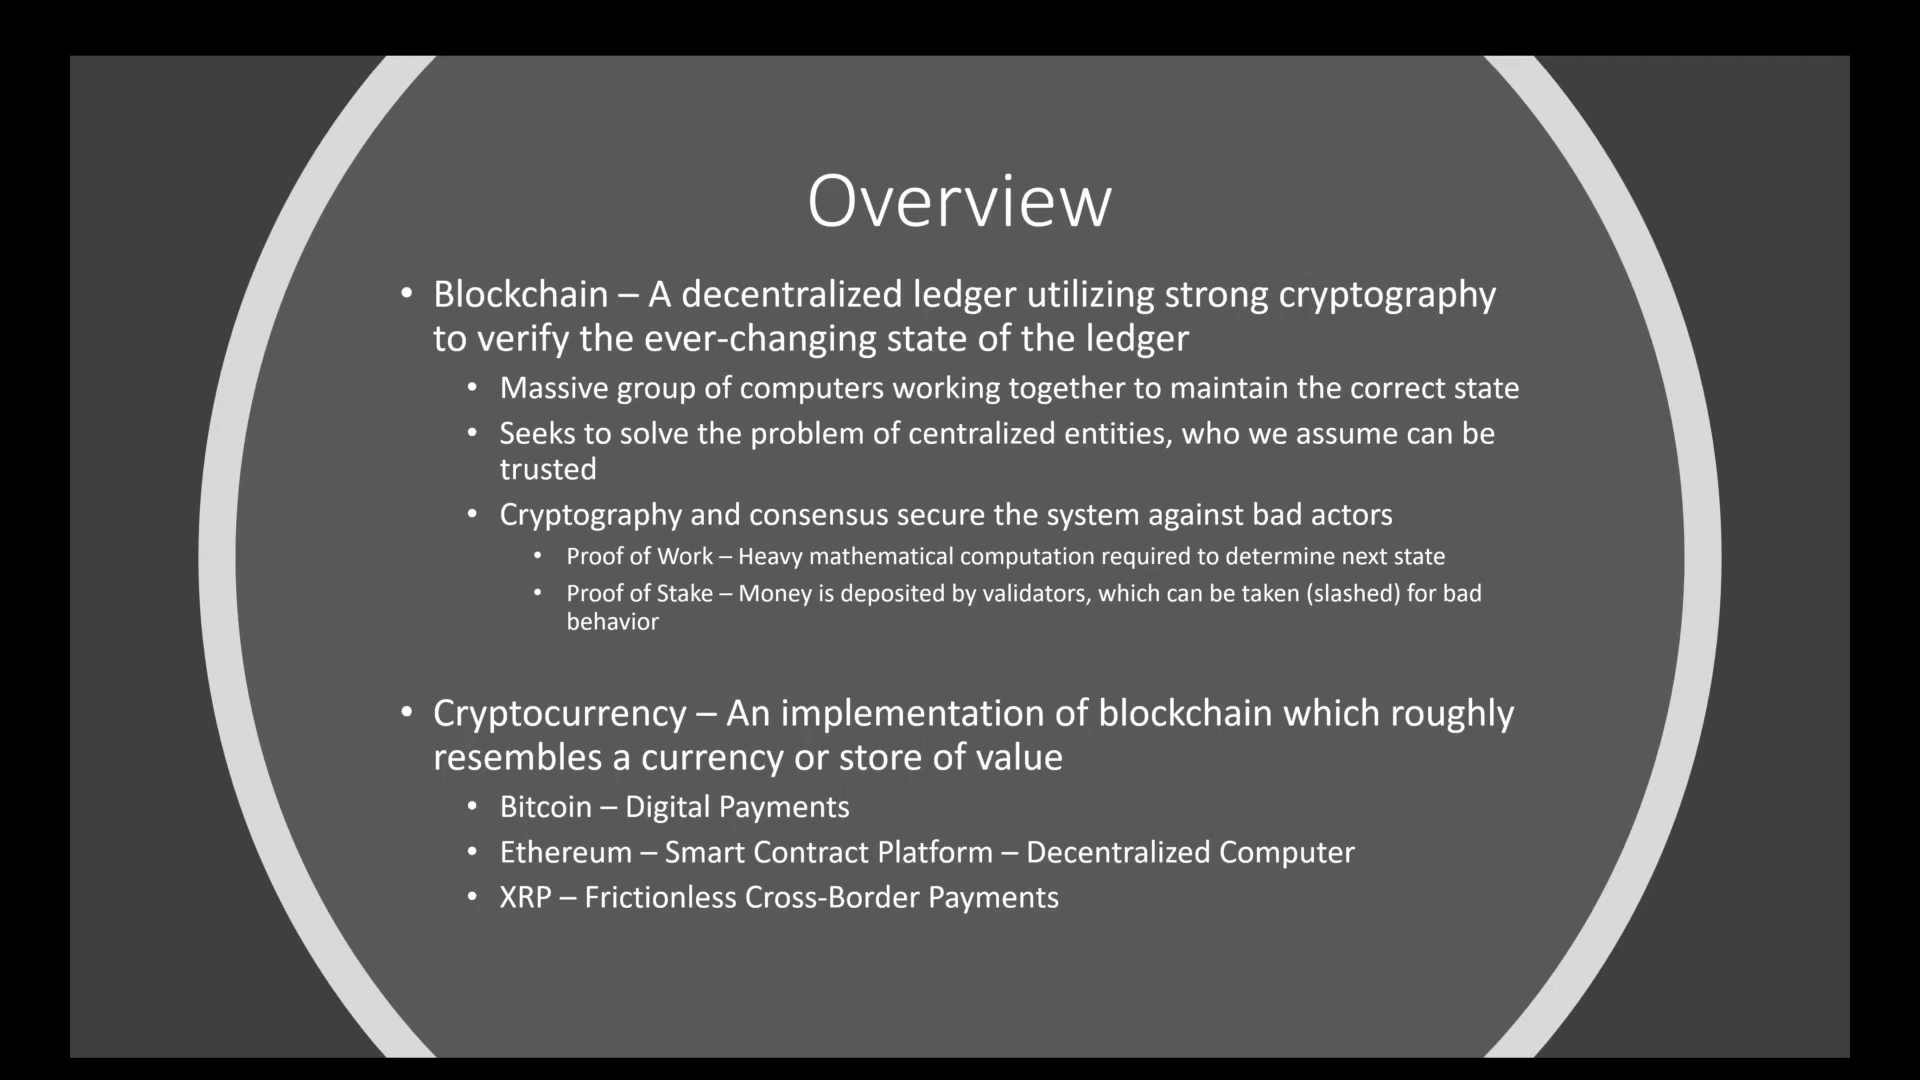 Overview
• Blockchain – A decentralized ledger utilizing strong cryptography
to verify the ever-changing state of the ledger
• Massive group of computers working together to maintain the correct state
• Seeks to solve the problem of centralized entities, who we assume can be
trusted
• Cryptography and consensus secure the system against bad actors
• Proof of Work – Heavy mathematical computation required to determine next state
• Proof of Stake – Money is deposited by validators, which can be taken (slashed) for bad
behavior
• Cryptocurrency – An implementation of blockchain which roughly
resembles a currency or store of value
• Bitcoin – Digital Payments
• Ethereum – Smart Contract Platform – Decentralized Computer
• XRP – Frictionless Cross-Border Payments